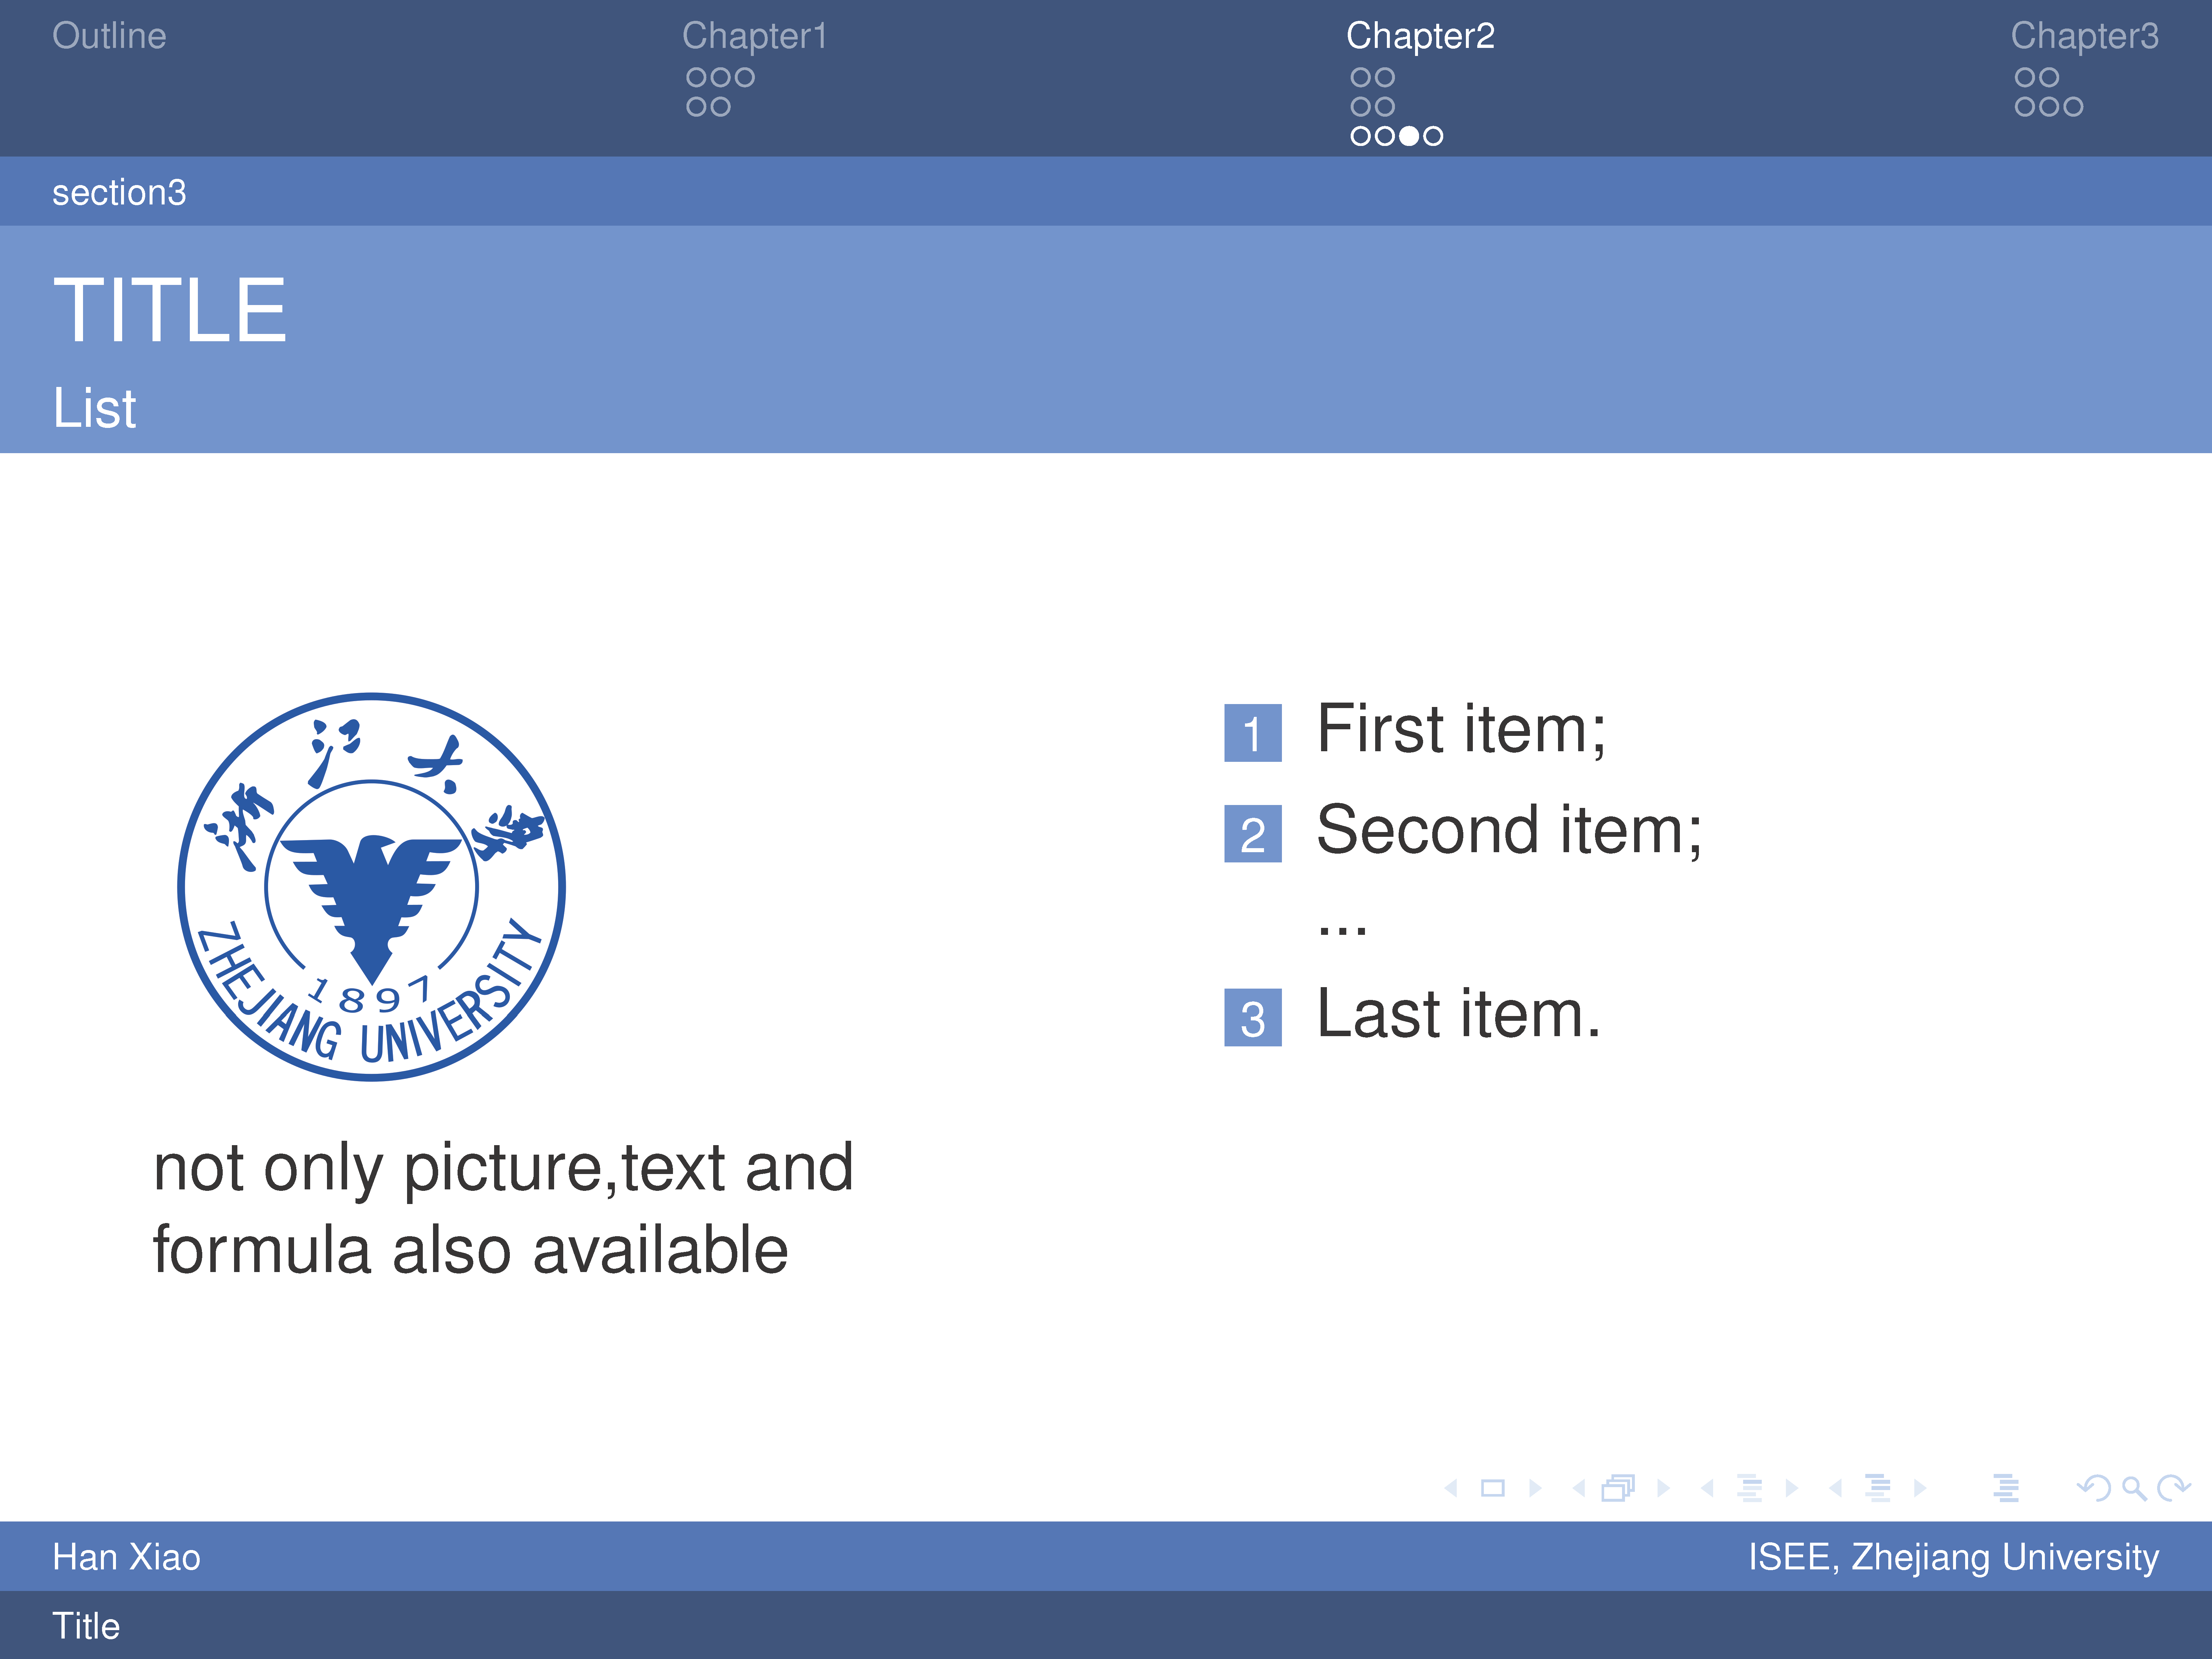 Outline
Chapter1
Chapter2
Chapter3
section3
TITLE
List
浙江大学
1897
ZHEJIANG UNIVERSITY
not only picture,text and
formula also available
1 First item;
2 Second item;
...
3 Last item.
Han Xiao
ISEE, Zhejiang University
Title